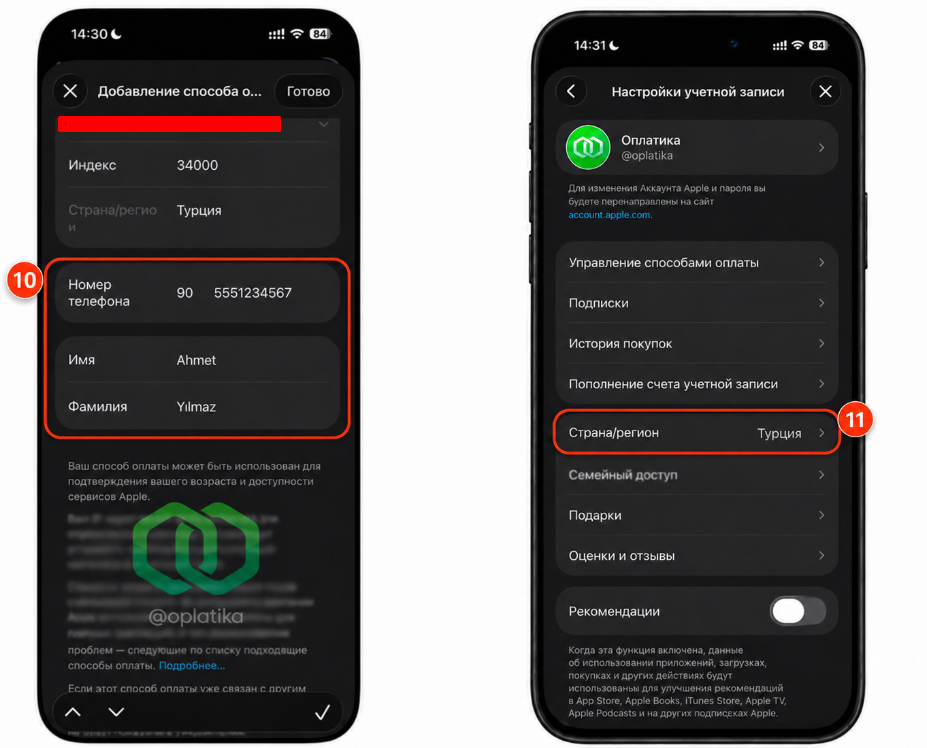 14:30
84
Добавление способа о...
Готово
Индекс
34000
Страна/регио
н
Турция
10
Номер
телефона
90
5551234567
Имя
Ahmet
Фамилия
Yılmaz
Ваш способ оплаты может быть использован для
подтверждения вашего возраста и доступности
сервисов Apple.
@oplatika
проблем — следующие по списку подходящие
способы оплаты. Подробнее...
Если этот способ оплаты уже связан с другим
14:31
84
Настройки учетной записи
Оплатика
@oplatika
Для изменения Аккаунта Apple и пароля вы
будете перенаправлены на сайт
account.apple.com.
Управление способами оплаты
Подписки
История покупок
Пополнение счета учетной записи
11
Страна/регион
Турция
Семейный доступ
Подарки
Оценки и отзывы
Рекомендации
Когда эта функция включена, данные
об использовании приложений, загрузках,
покупках и других действиях будут
использованы для улучшения рекомендаций
в App Store, Apple Books, iTunes Store, Apple TV,
Apple Podcasts и на других подписках Apple.